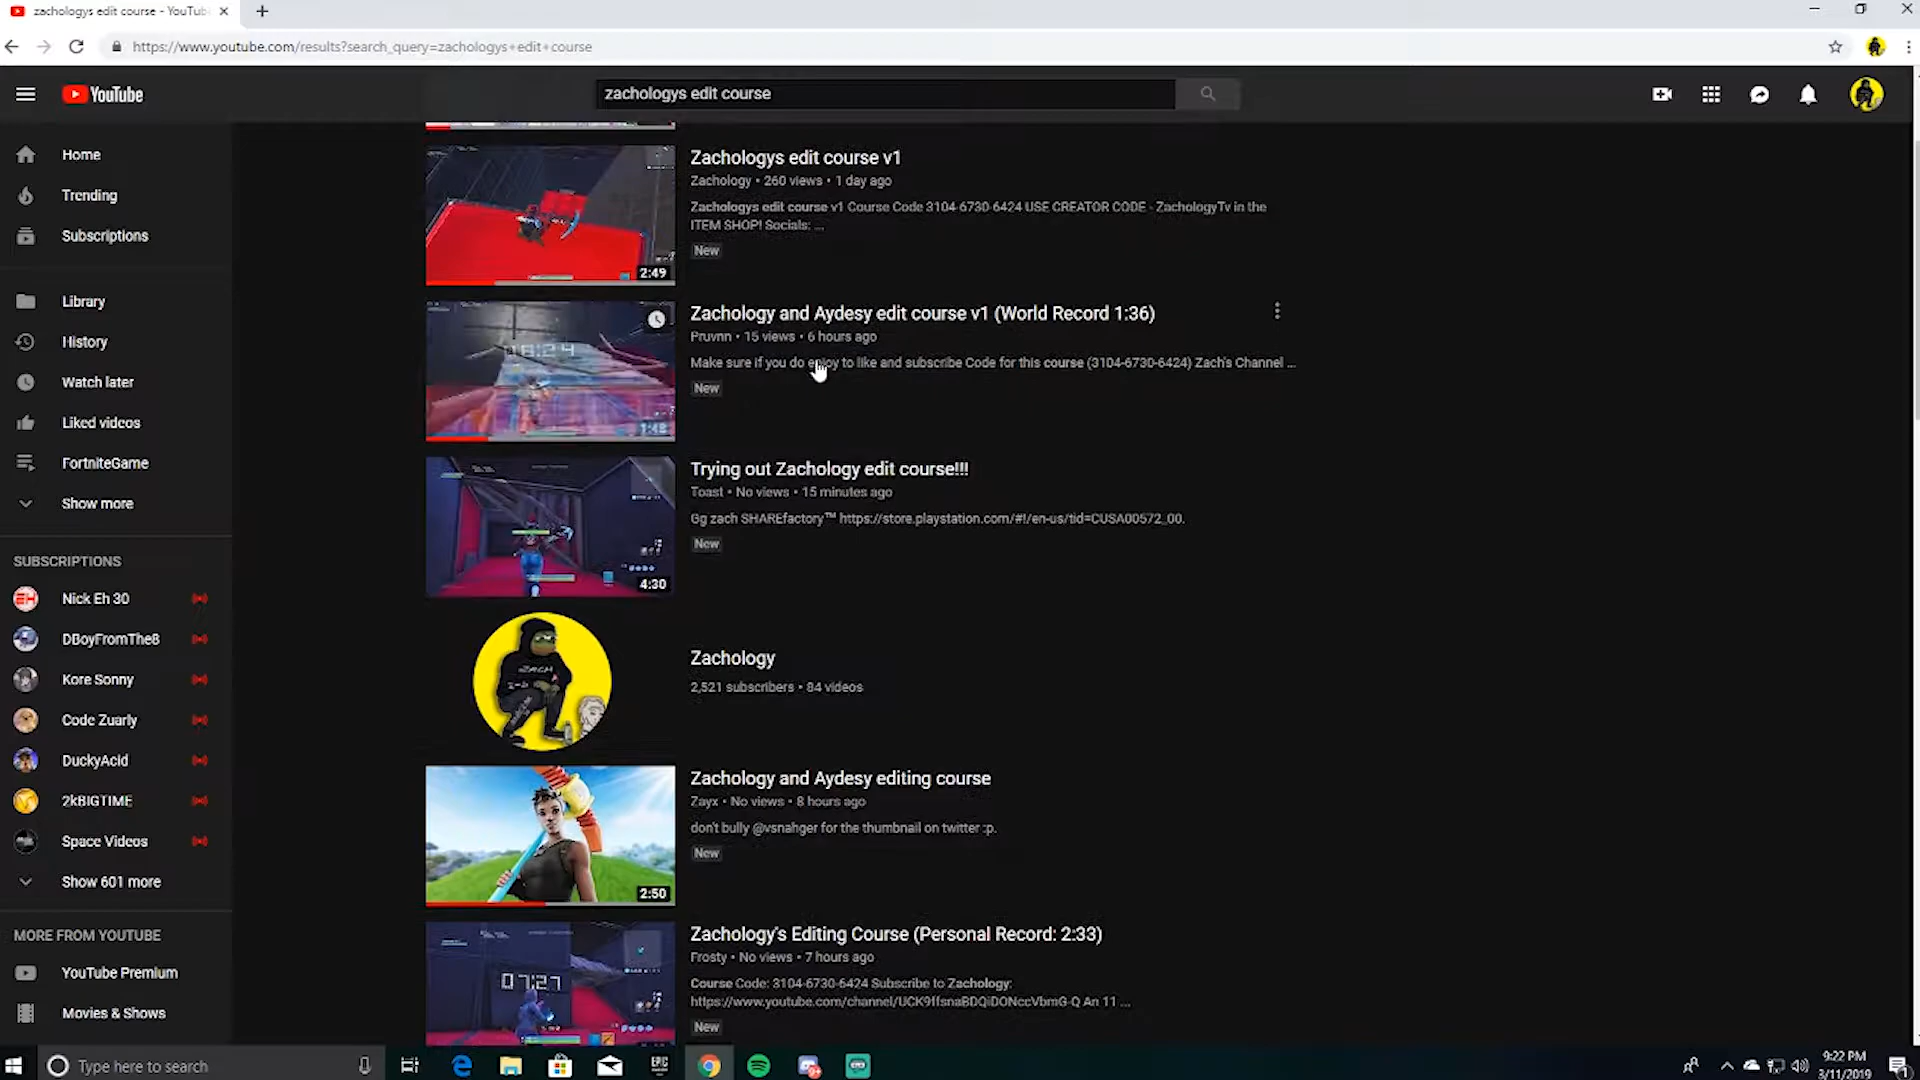 zachologys edit course - YouTub
https://www.youtube.com/results?search_query=zachologys+edit+course
YouTube
zachologys edit course
Home
Trending
Subscriptions
Library
History
Watch later
Liked videos
FortniteGame
Show more
SUBSCRIPTIONS
Nick Eh 30
DBoyFromThe8
Kore Sonny
Code Zuarly
DuckyAcid
2kBIGTIME
Space Videos
Show 601 more
MORE FROM YOUTUBE
YouTube Premium
Movies & Shows
2:49
Zachologys edit course v1
Zachology • 260 views • 1 day ago
Zachologys edit course v1 Course Code 3104-6730-6424 USE CREATOR CODE - ZachologyTv in the
ITEM SHOP! Socials: ...
New
1:48
Zachology and Aydesy edit course v1 (World Record 1:36)
Pruvnn • 15 views • 6 hours ago
Make sure if you do enjoy to like and subscribe Code for this course (3104-6730-6424) Zach's Channel ...
New
4:30
Trying out Zachology edit course!!!
Toast • No views • 15 minutes ago
Gg zach SHAREfactory™ https://store.playstation.com/#!/en-us/tid=CUSA00572_00.
New
ZACH
Zachology
2,521 subscribers • 84 videos
2:50
Zachology and Aydesy editing course
Zayx • No views • 8 hours ago
don't bully @vsnahger for the thumbnail on twitter :p.
New
07:27
Zachology's Editing Course (Personal Record: 2:33)
Frosty • No views • 7 hours ago
Course Code: 3104-6730-6424 Subscribe to Zachology:
https://www.youtube.com/channel/UCK9ffsnaBDQiDONccVbmG-Q An 11 ...
New
Type here to search
EPIC
9:22 PM
3/11/2019